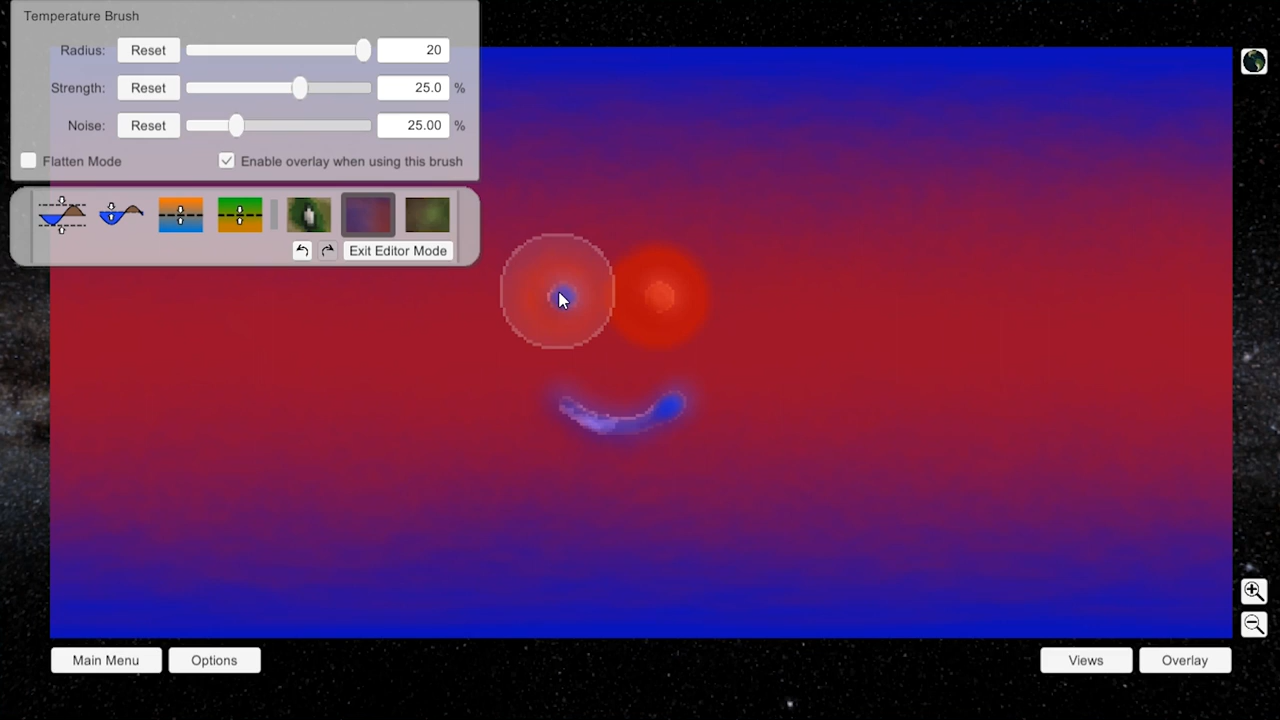 Temperature Brush
Radius: Reset 20
Strength: Reset 25.0 %
Noise: Reset 25.00 %
Flatten Mode Enable overlay when using this brush
Exit Editor Mode
Main Menu Options Views Overlay